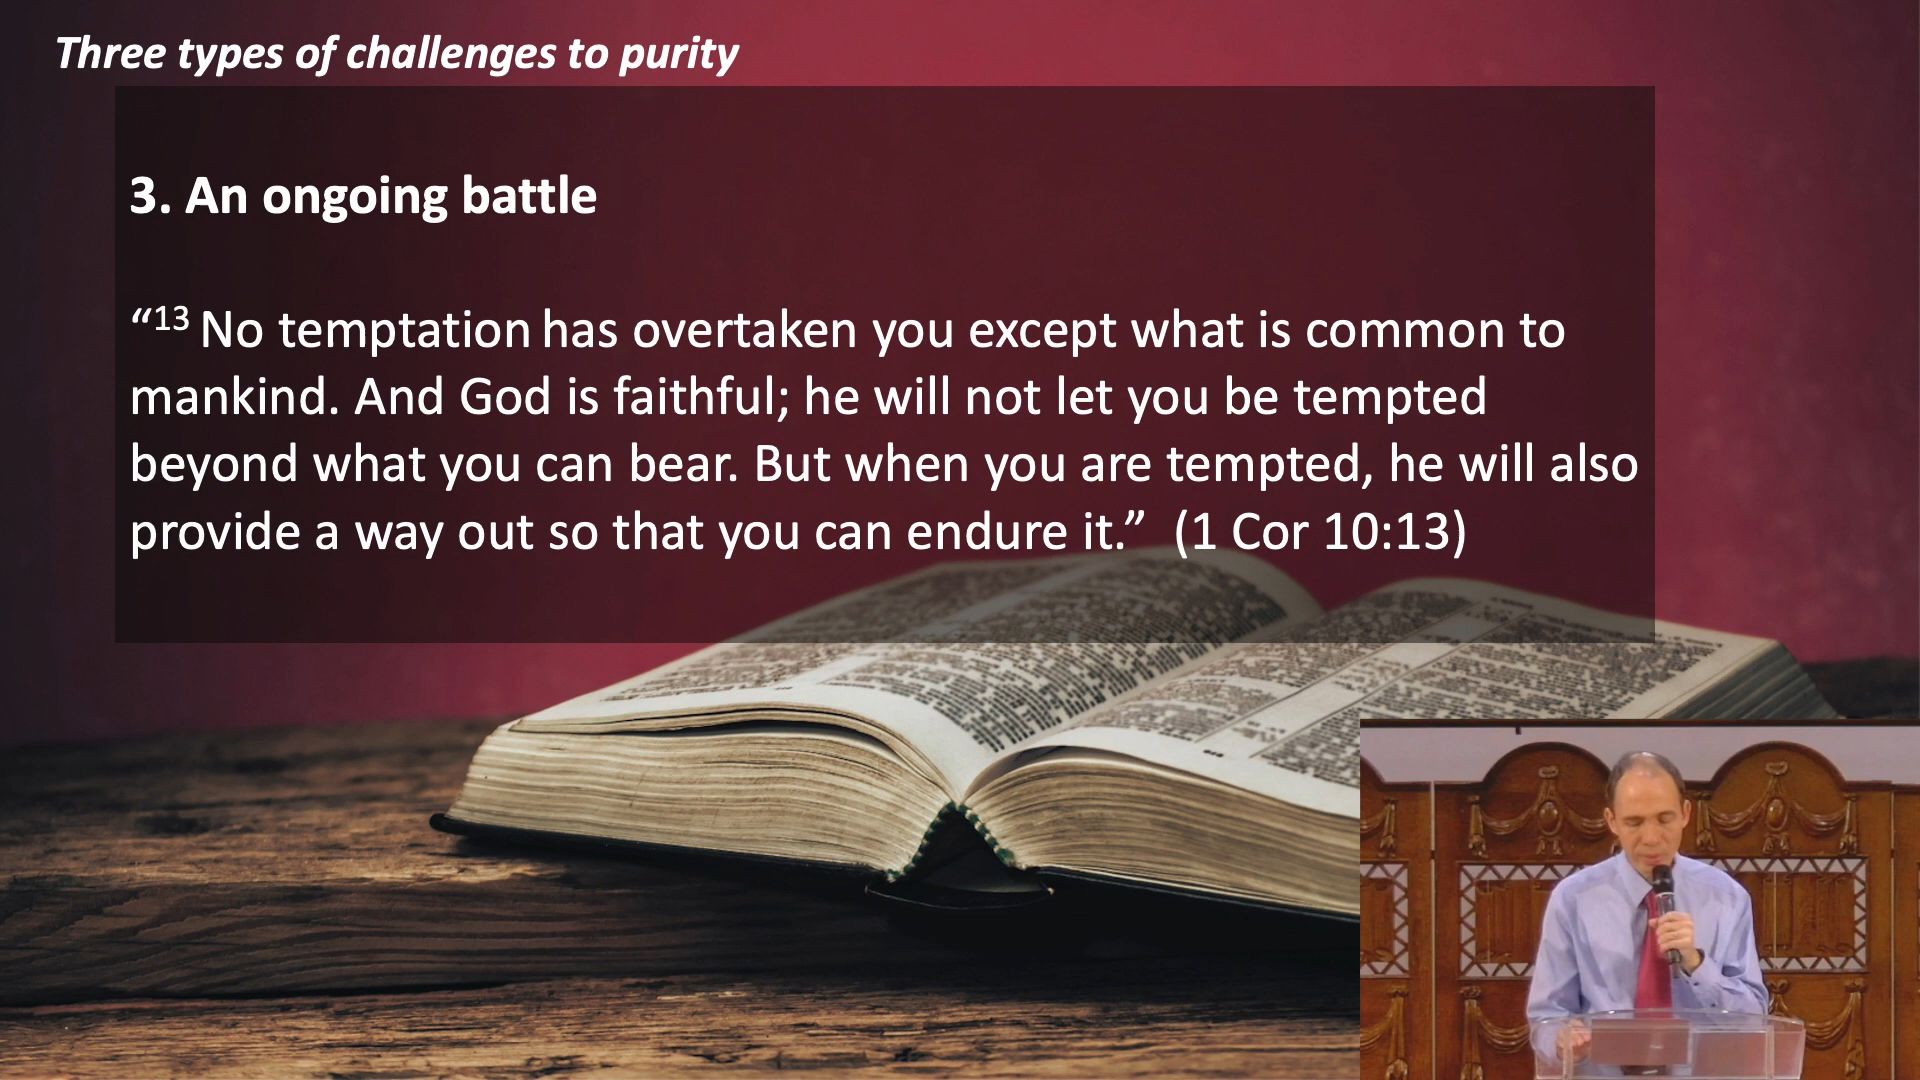 Three types of challenges to purity
3. An ongoing battle
“13 No temptation has overtaken you except what is common to
mankind. And God is faithful; he will not let you be tempted
beyond what you can bear. But when you are tempted, he will also
provide a way out so that you can endure it.”  (1 Cor 10:13)